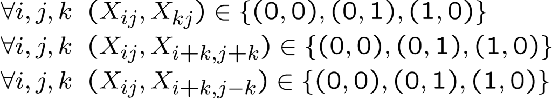 ∀i, j, k (X_{ij}, X_{kj}) ∈ {(0,0), (0,1), (1,0)}
∀i, j, k (X_{ij}, X_{i+k,j+k}) ∈ {(0,0), (0,1), (1,0)}
∀i, j, k (X_{ij}, X_{i+k,j−k}) ∈ {(0,0), (0,1), (1,0)}